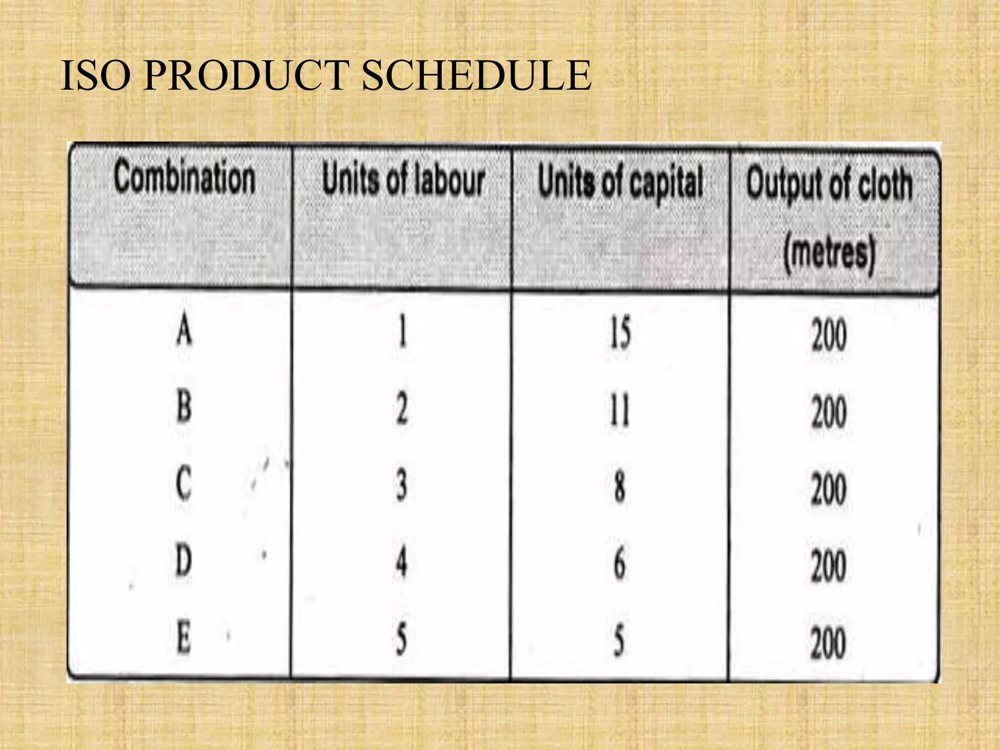 ISO PRODUCT SCHEDULE
Combination Units of labour Units of capital Output of cloth
(metres)
A 1 15 200
B 2 11 200
C 3 8 200
D 4 6 200
E 5 5 200